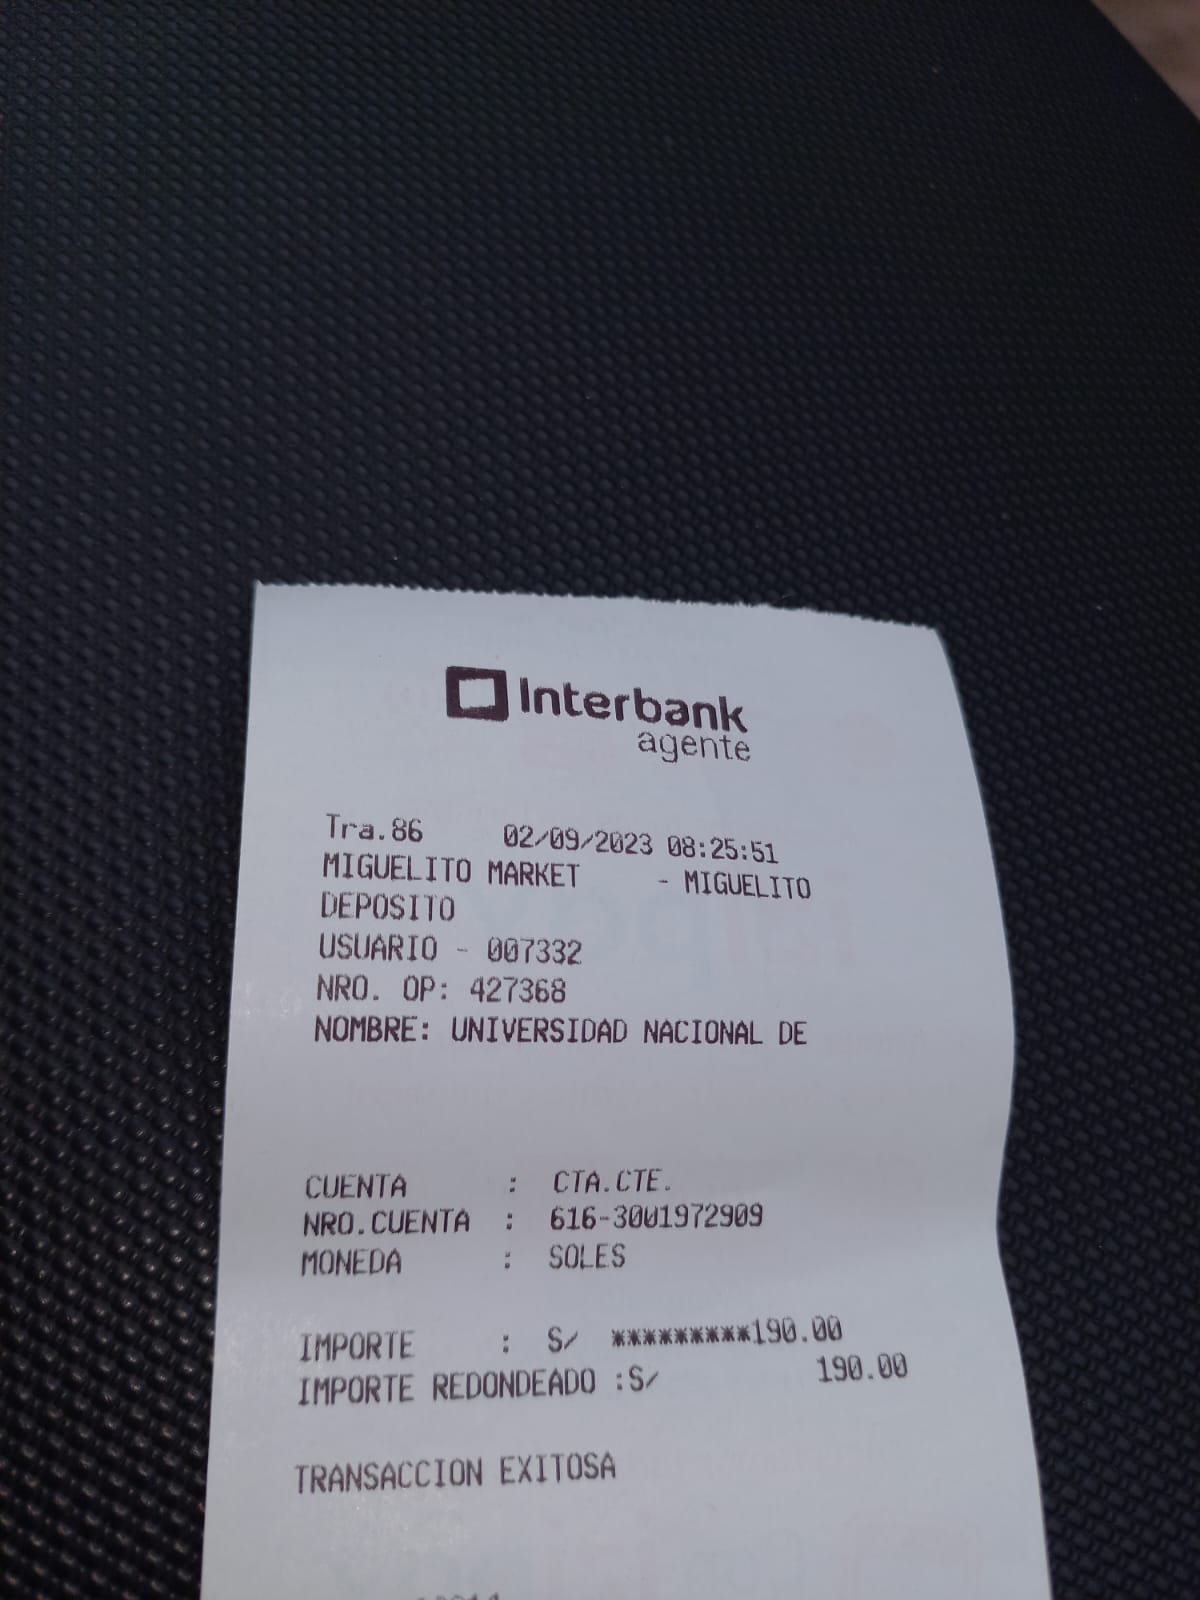 Interbank
agente
Tra.86 02/09/2023 08:25:51
MIGUELITO MARKET - MIGUELITO
DEPOSITO
USUARIO - 007332
NRO. OP: 427368
NOMBRE: UNIVERSIDAD NACIONAL DE
CUENTA : CTA.CTE.
NRO.CUENTA : 616-3001972909
MONEDA : SOLES
IMPORTE : S/ *********190.00
IMPORTE REDONDEADO :S/ 190.00
TRANSACCION EXITOSA